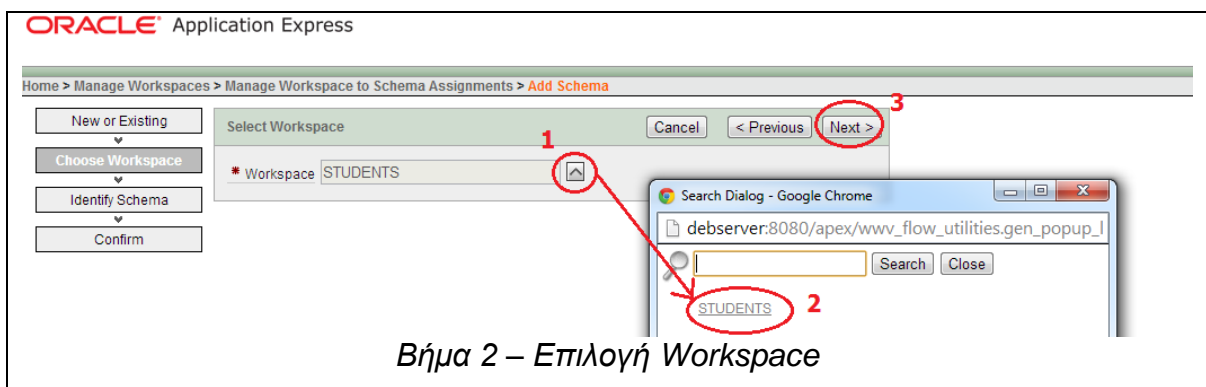 ORACLE® Application Express
Home > Manage Workspaces > Manage Workspace to Schema Assignments > Add Schema
New or Existing
Choose Workspace
Identify Schema
Confirm
Select Workspace
Cancel
< Previous
Next >
3
1
* Workspace STUDENTS
Search Dialog - Google Chrome
debserver:8080/apex/wwv_flow_utilities.gen_popup_l
Search
Close
STUDENTS
2
Βήμα 2 – Επιλογή Workspace